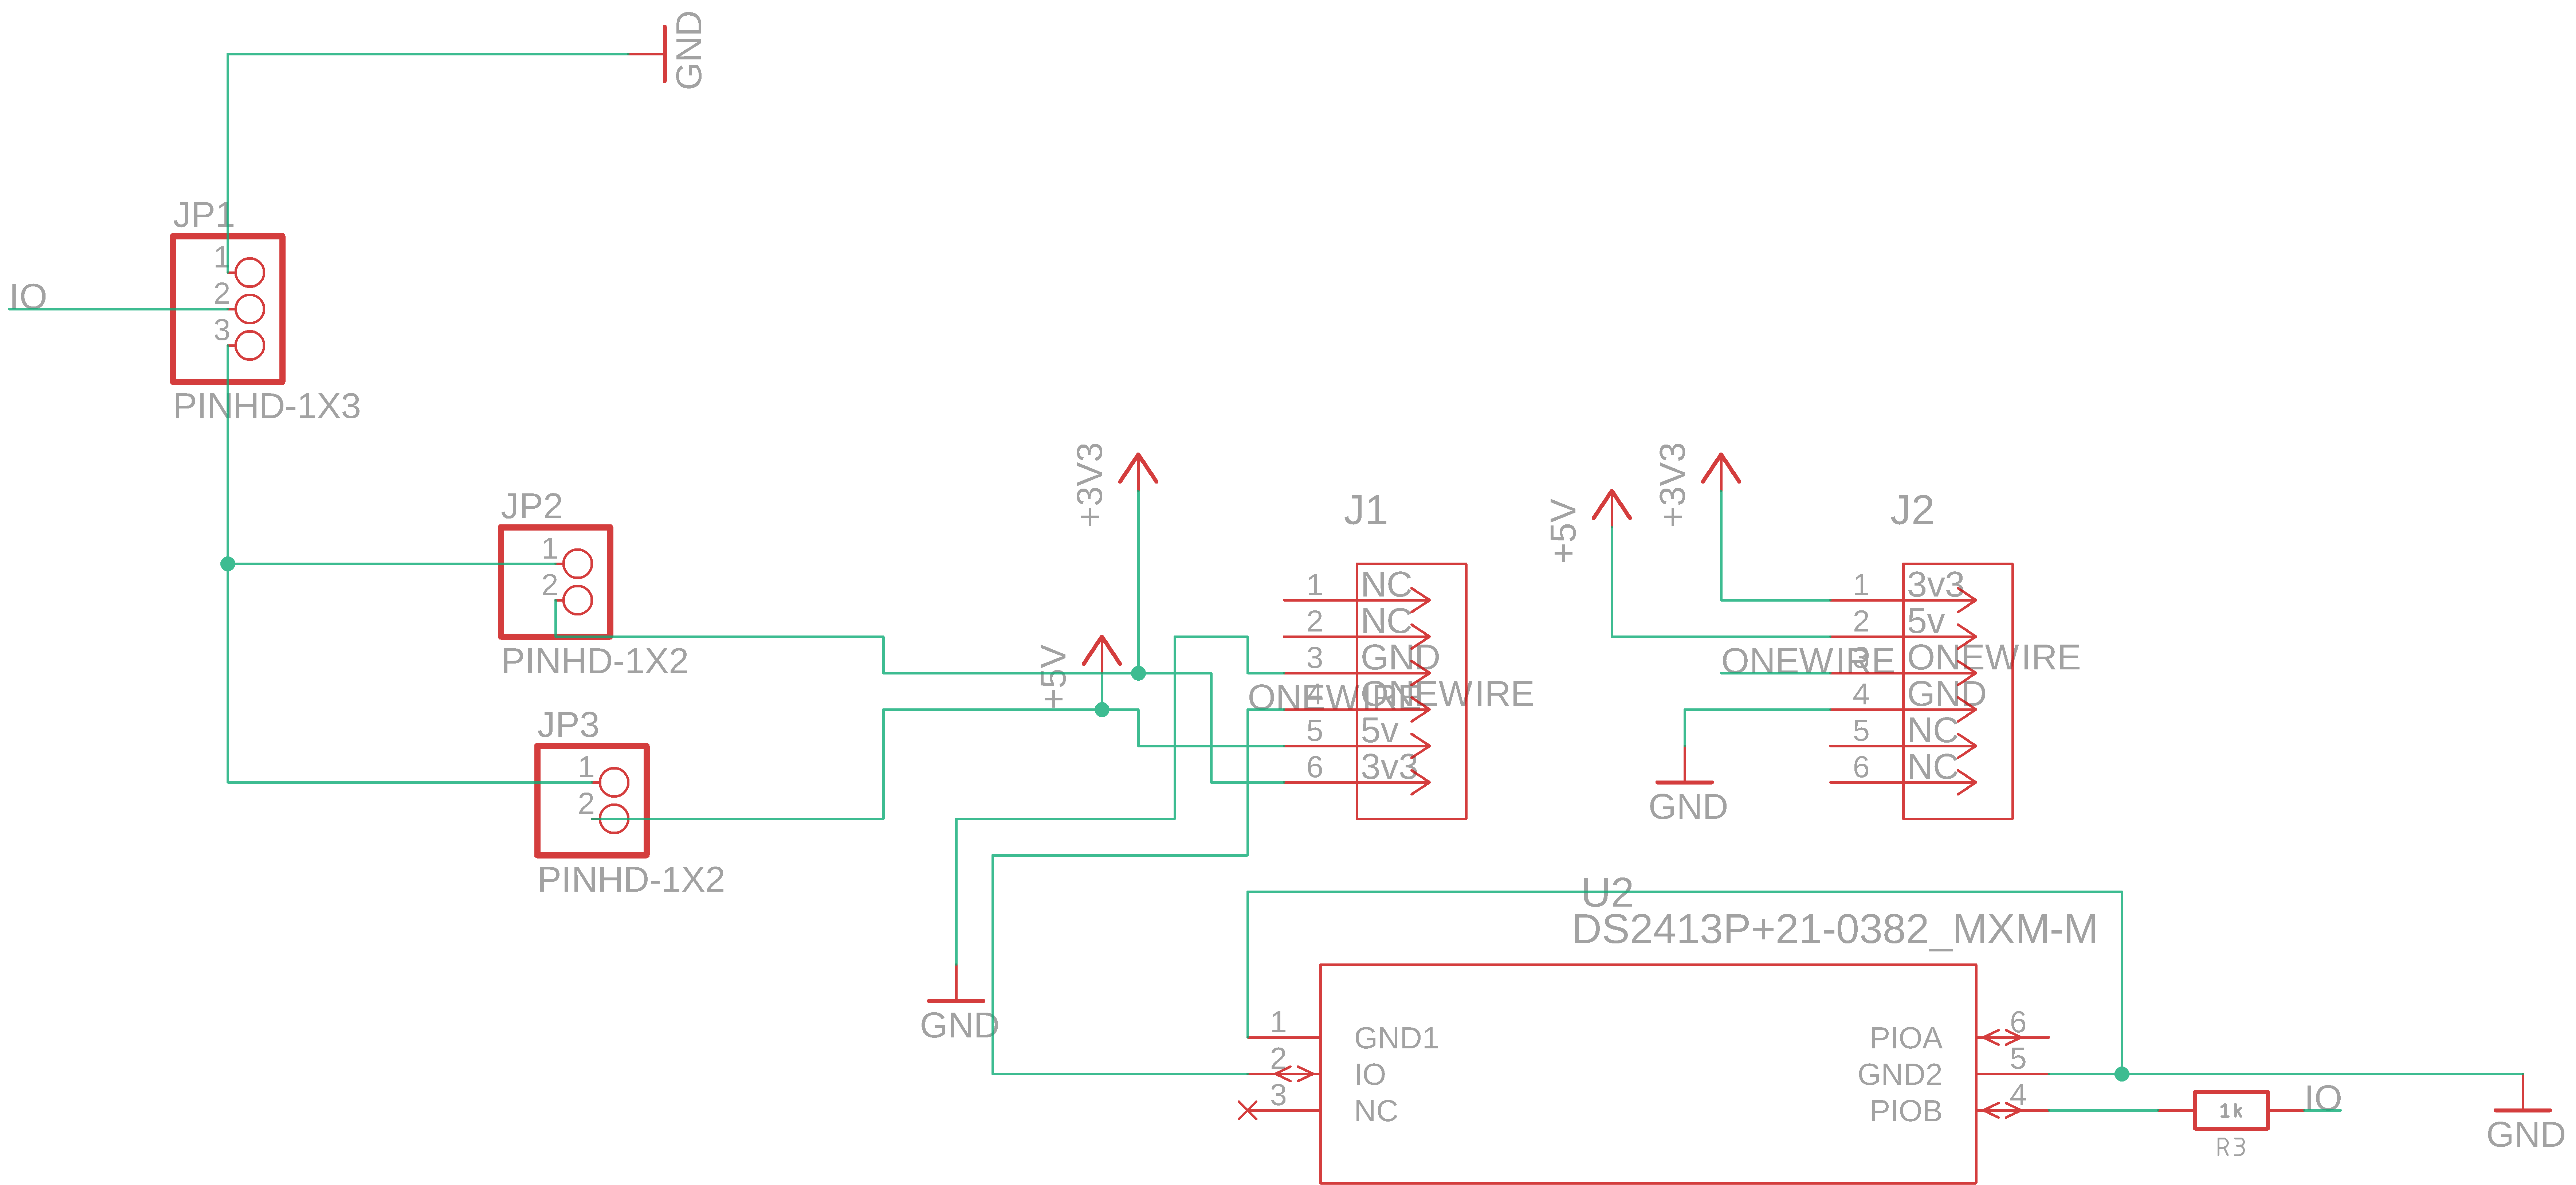 GND
JP1
1
2
3
IO
PINHD-1X3
JP2
1
2
PINHD-1X2
JP3
1
2
PINHD-1X2
+3V3
+5V
GND
J1
1 NC
2 NC
3 GND
ONEWIRE
4 ONEWIRE
5 5v
6 3v3
+5V
+3V3
J2
1 3v3
2 5v
ONEWIRE
3 ONEWIRE
4 GND
5 NC
6 NC
GND
U2
DS2413P+21-0382_MXM-M
1 GND1
2 IO
3 NC
PIOA 6
GND2 5
PIOB 4
1k
R3
IO
GND